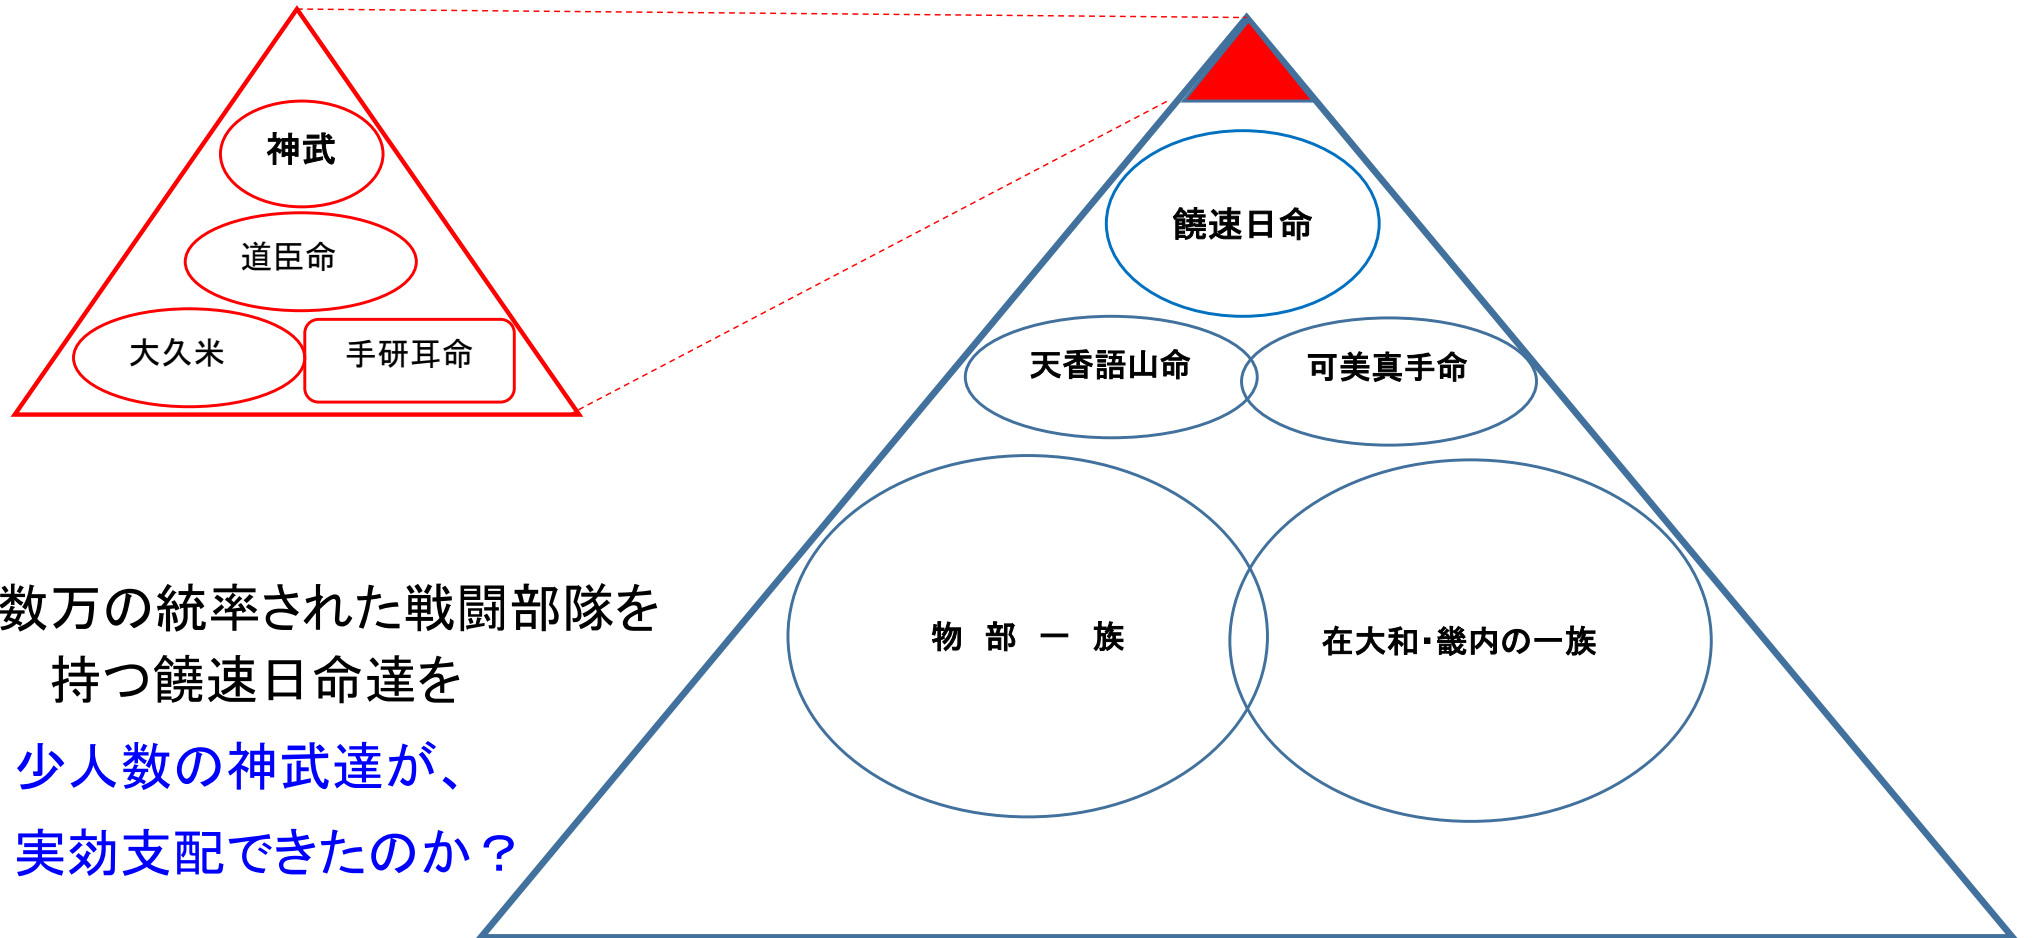 神武
道臣命
大久米
手研耳命
饒速日命
天香語山命
可美真手命
物 部 一 族
在大和・畿内の一族
数万の統率された戦闘部隊を
持つ饒速日命達を
少人数の神武達が、
実効支配できたのか？